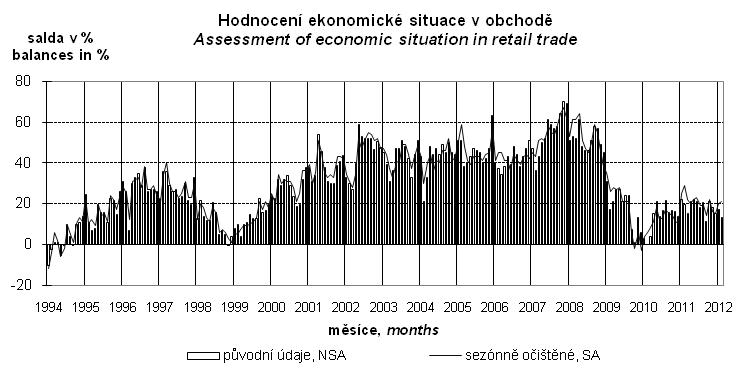 Hodnocení ekonomické situace v obchodě
Assessment of economic situation in retail trade
salda v %
balances in %
80
60
40
20
0
-20
1994 1995 1996 1997 1998 1999 2000 2001 2002 2003 2004 2005 2006 2007 2008 2009 2010 2011 2012
měsíce, months
původní údaje, NSA sezónně očištěné, SA